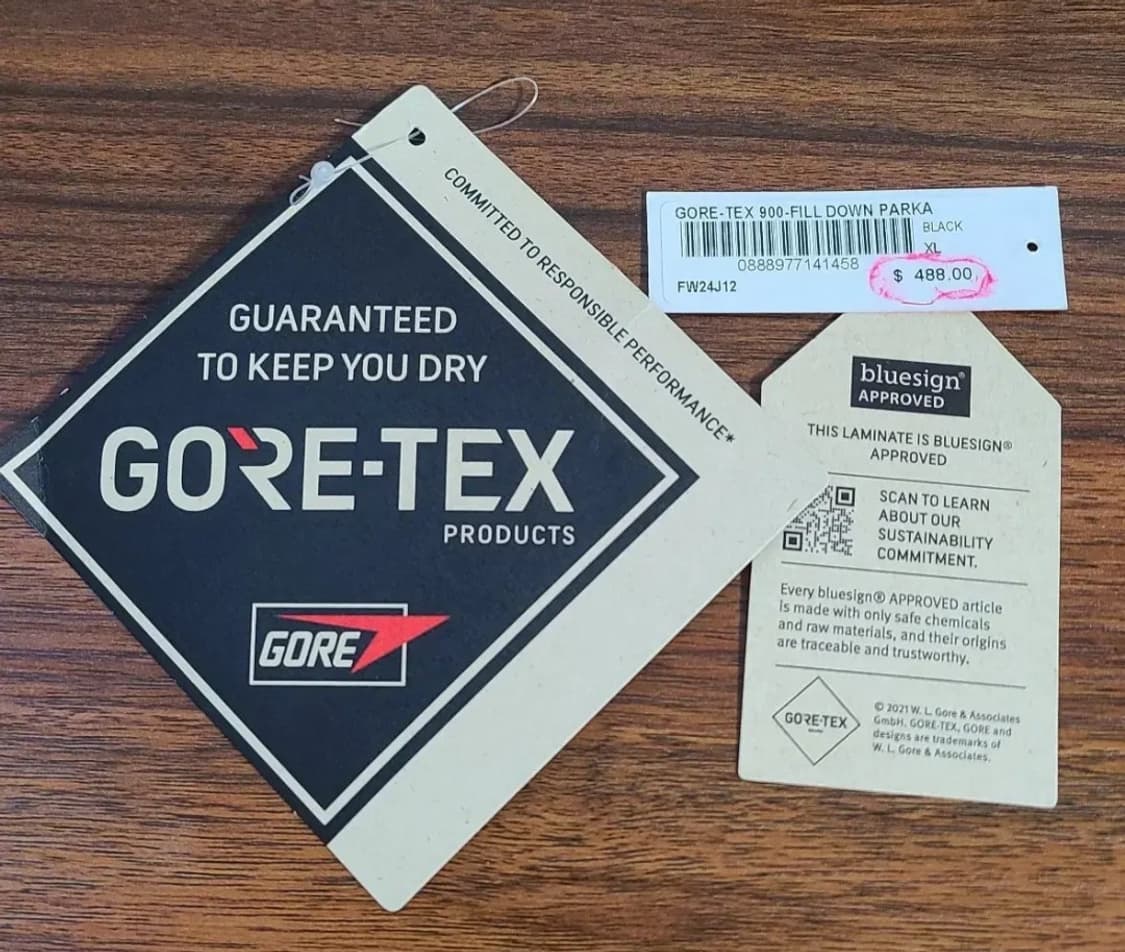 COMMITTED TO RESPONSIBLE PERFORMANCE*
GUARANTEED
TO KEEP YOU DRY
GORE-TEX
PRODUCTS
GORE
GORE-TEX 900-FILL DOWN PARKA
BLACK
XL
0888977141458
$ 488.00
FW24J12
bluesign®
APPROVED
THIS LAMINATE IS BLUESIGN®
APPROVED
SCAN TO LEARN
ABOUT OUR
SUSTAINABILITY
COMMITMENT.
Every bluesign® APPROVED article
is made with only safe chemicals
and raw materials, and their origins
are traceable and trustworthy.
GORE-TEX
© 2021 W. L. Gore & Associates
GmbH. GORE-TEX, GORE and
designs are trademarks of
W. L. Gore & Associates.